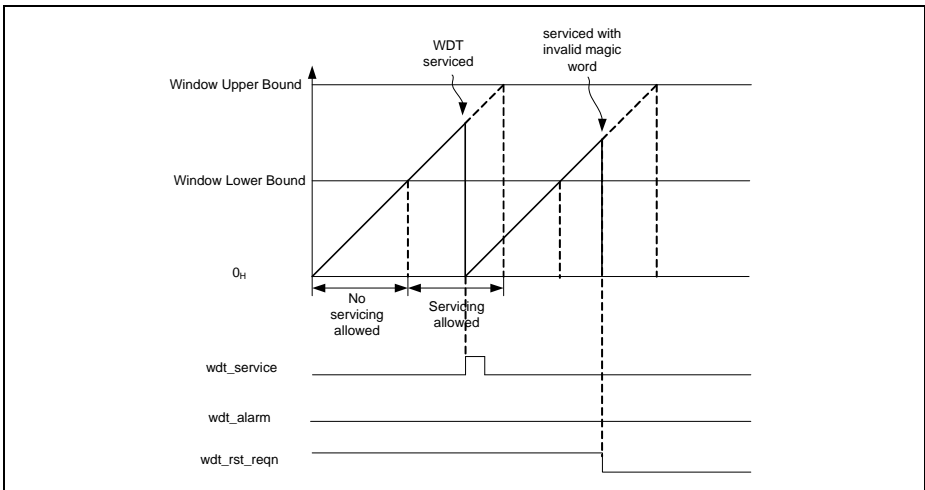 WDT
serviced
serviced with
invalid magic
word
Window Upper Bound
Window Lower Bound
0H
No
servicing
allowed
Servicing
allowed
wdt_service
wdt_alarm
wdt_rst_reqn